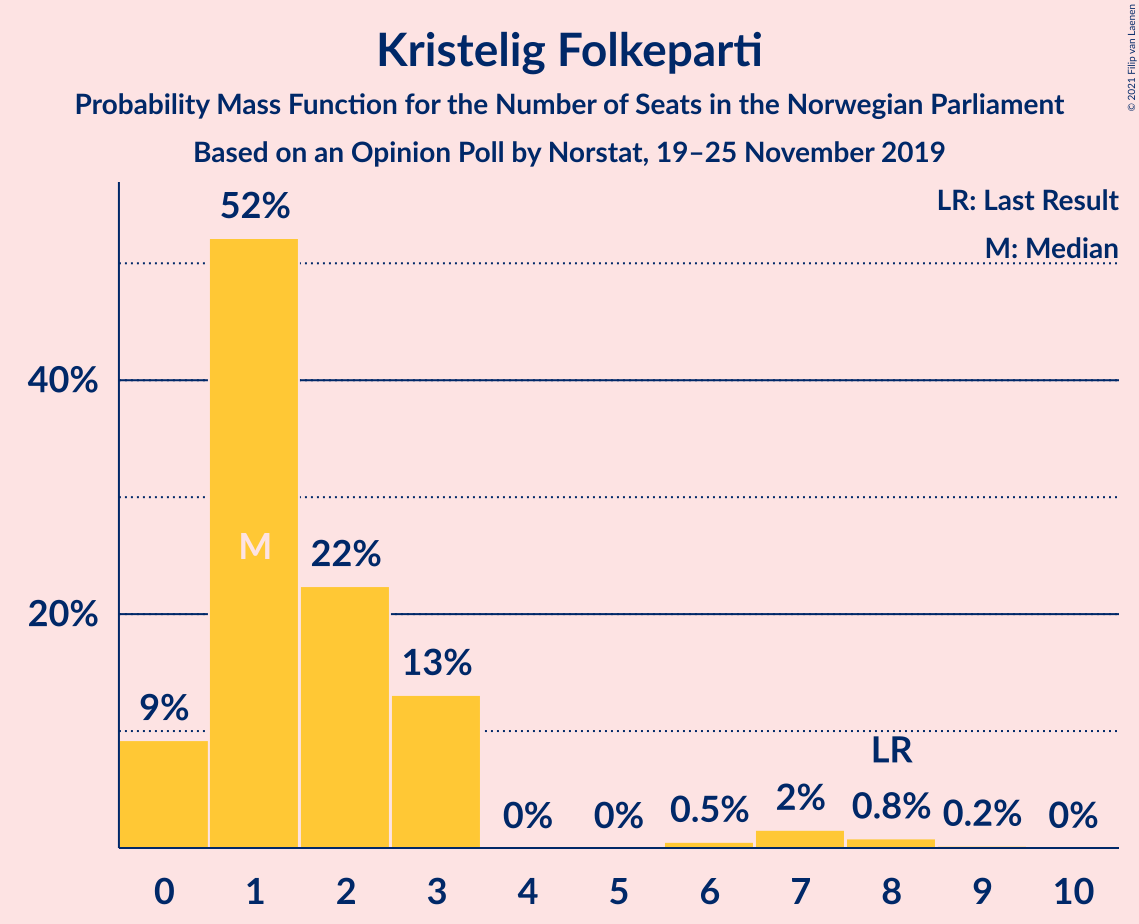 Kristelig Folkeparti
Probability Mass Function for the Number of Seats in the Norwegian Parliament
Based on an Opinion Poll by Norstat, 19–25 November 2019
© 2021 Filip van Laenen
LR: Last Result
M: Median
52%
40%
M
22%
20%
13%
9%
LR
0%
0%
0.5%
2%
0.8%
0.2%
0%
0 1 2 3 4 5 6 7 8 9 10